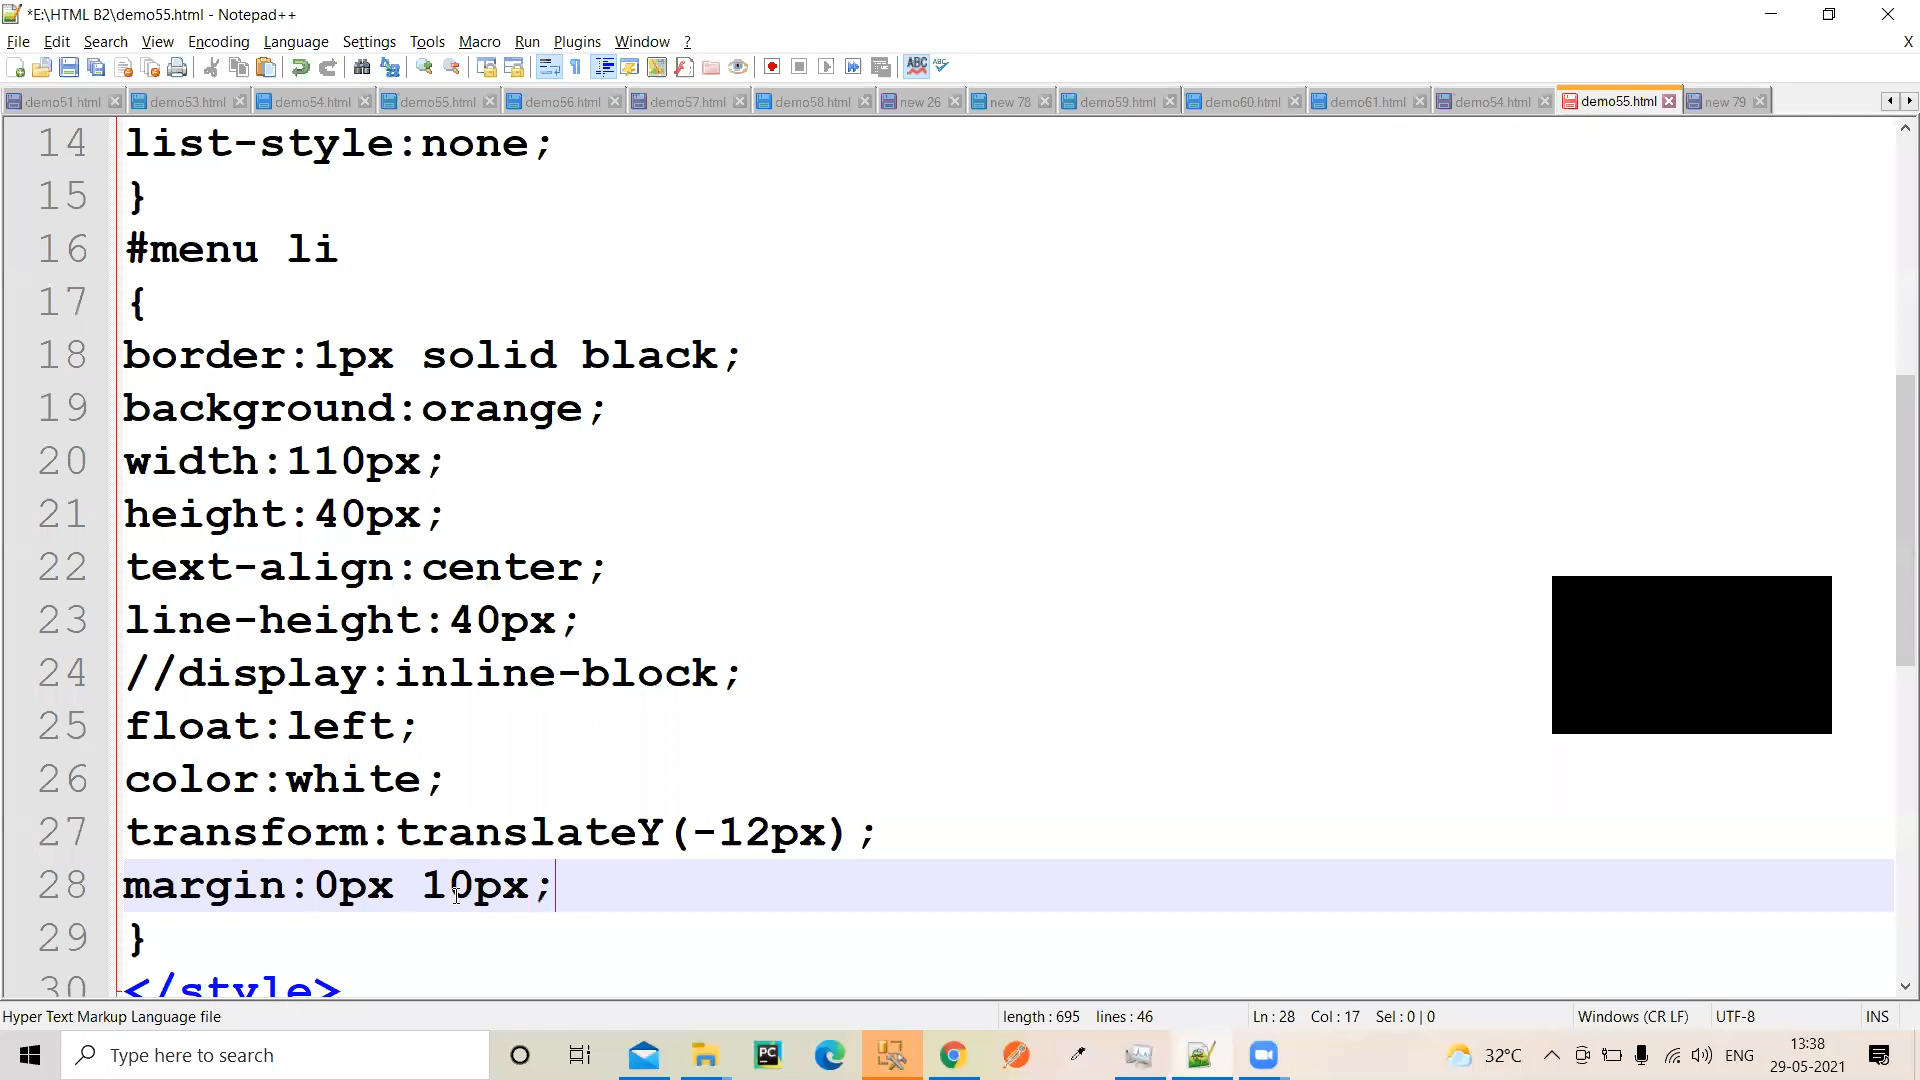 *E:\HTML B2\demo55.html - Notepad++
File Edit Search View Encoding Language Settings Tools Macro Run Plugins Window ? X
demo51.html demo53.html demo54.html demo55.html demo56.html demo57.html demo58.html new 26 new 78 demo59.html demo60.html demo61.html demo54.html demo55.html new 79
14 list-style:none;
15 }
16 #menu li
17 {
18 border:1px solid black;
19 background:orange;
20 width:110px;
21 height:40px;
22 text-align:center;
23 line-height:40px;
24 //display:inline-block;
25 float:left;
26 color:white;
27 transform:translateY(-12px);
28 margin:0px 10px;
29 }
30 </style>
Hyper Text Markup Language file length : 695 lines : 46 Ln : 28 Col : 17 Sel : 0 | 0 Windows (CR LF) UTF-8 INS
Type here to search 32°C ENG 13:38
29-05-2021